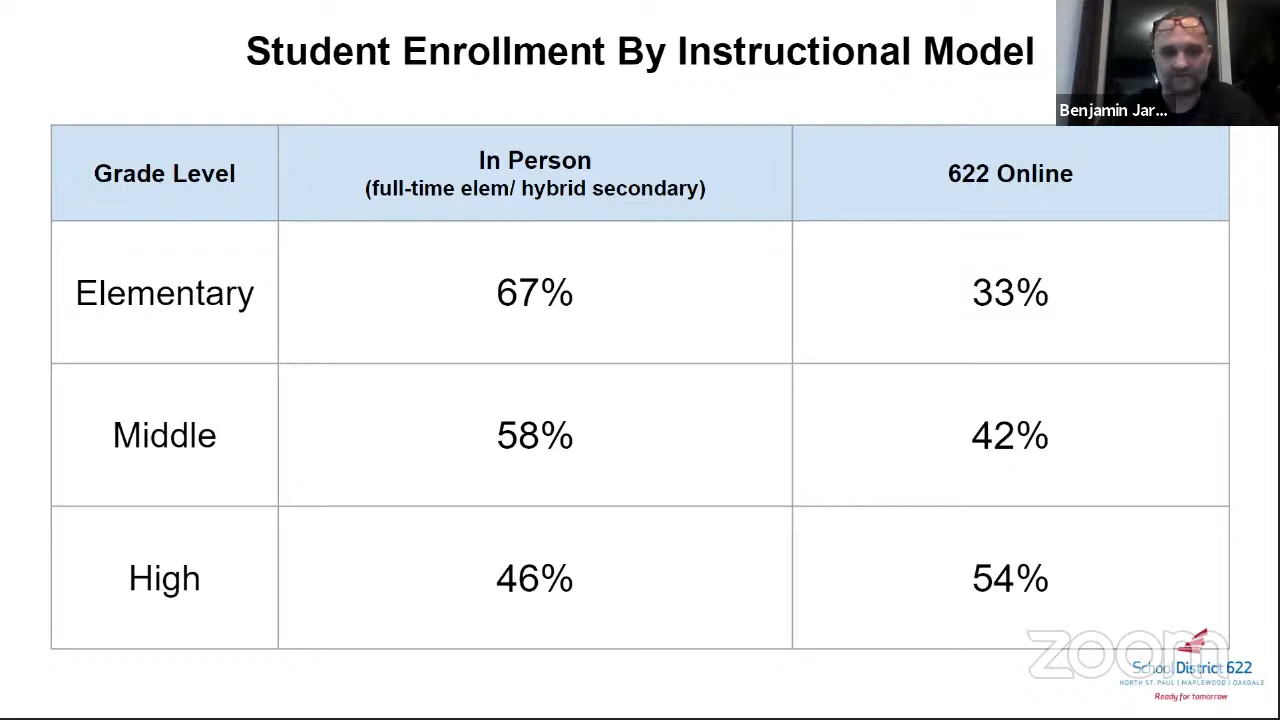 Student Enrollment By Instructional Model
Benjamin Jar...
Grade Level
In Person
(full-time elem/ hybrid secondary)
622 Online
Elementary
67%
33%
Middle
58%
42%
High
46%
54%
zoom
School District 622
NORTH ST. PAUL | MAPLEWOOD | OAKDALE
Ready for tomorrow